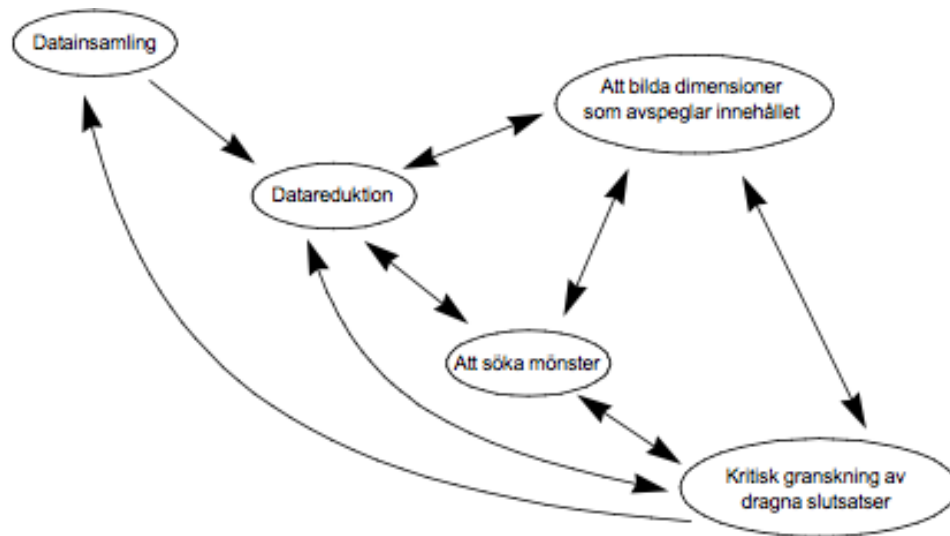 Datainsamling
Att bilda dimensioner
som avspeglar innehållet
Datareduktion
Att söka mönster
Kritisk granskning av
dragna slutsatser